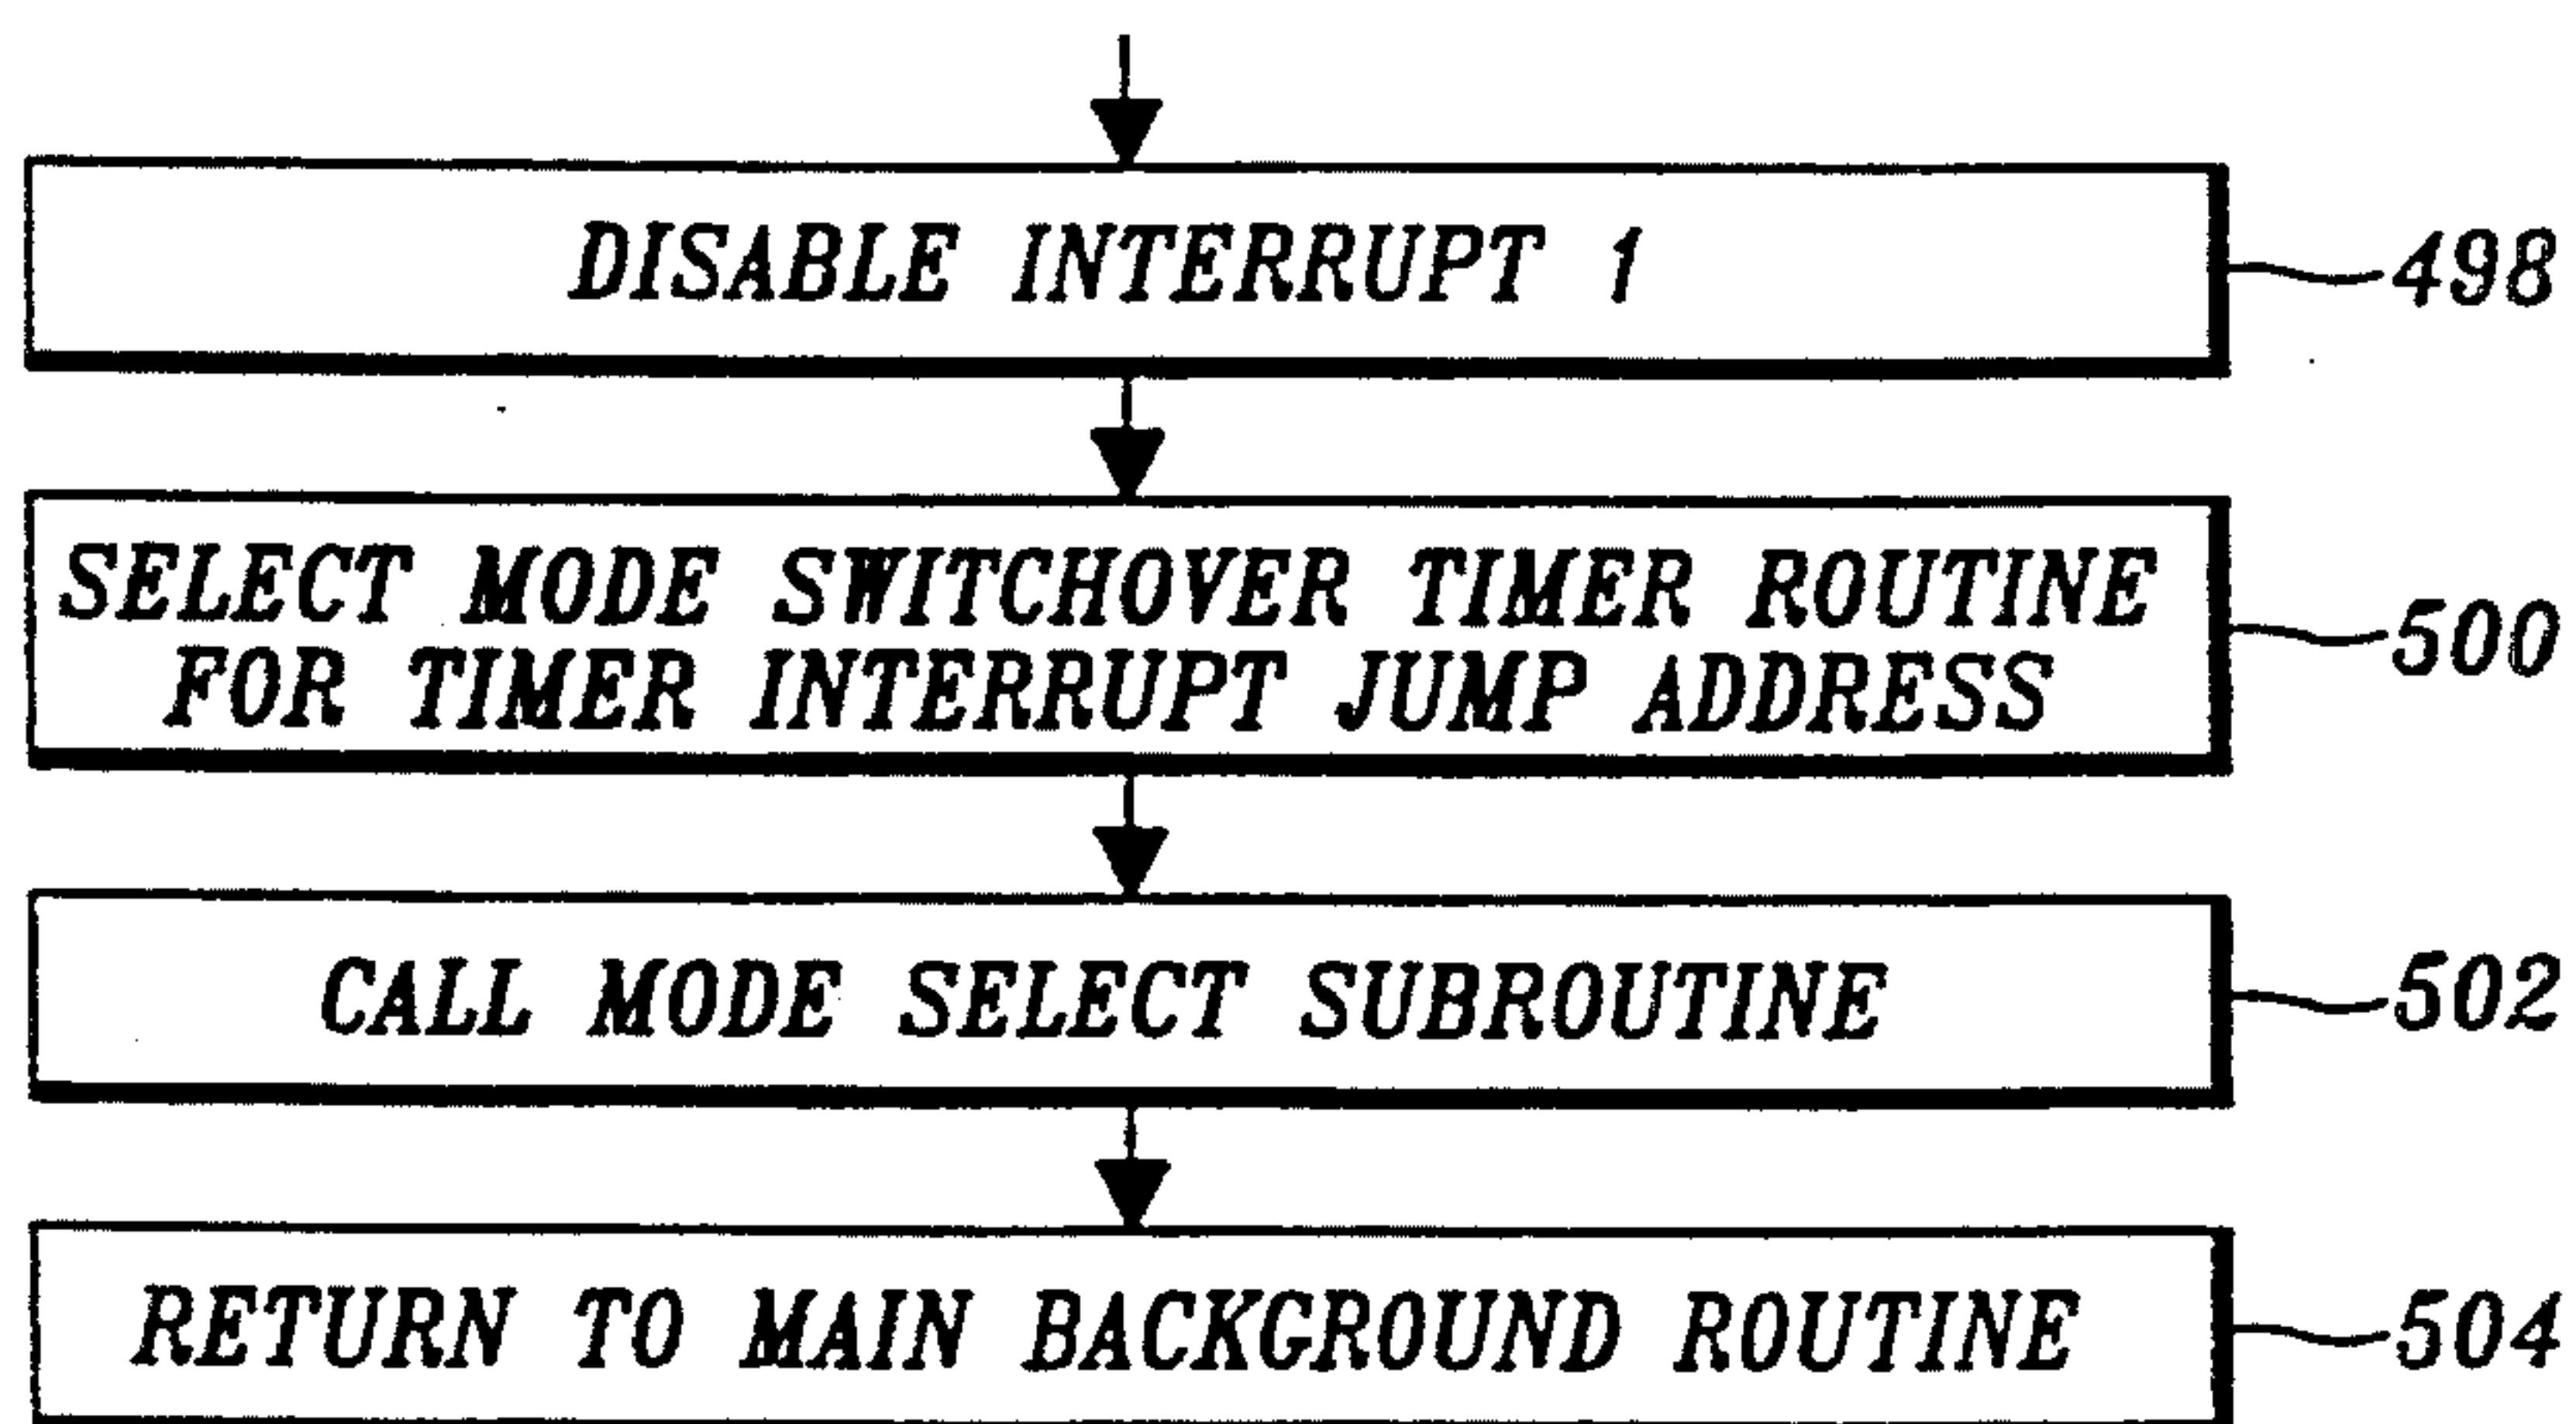 DISABLE INTERRUPT 1
498
SELECT MODE SWITCHOVER TIMER ROUTINE
FOR TIMER INTERRUPT JUMP ADDRESS
500
CALL MODE SELECT SUBROUTINE
502
RETURN TO MAIN BACKGROUND ROUTINE
504